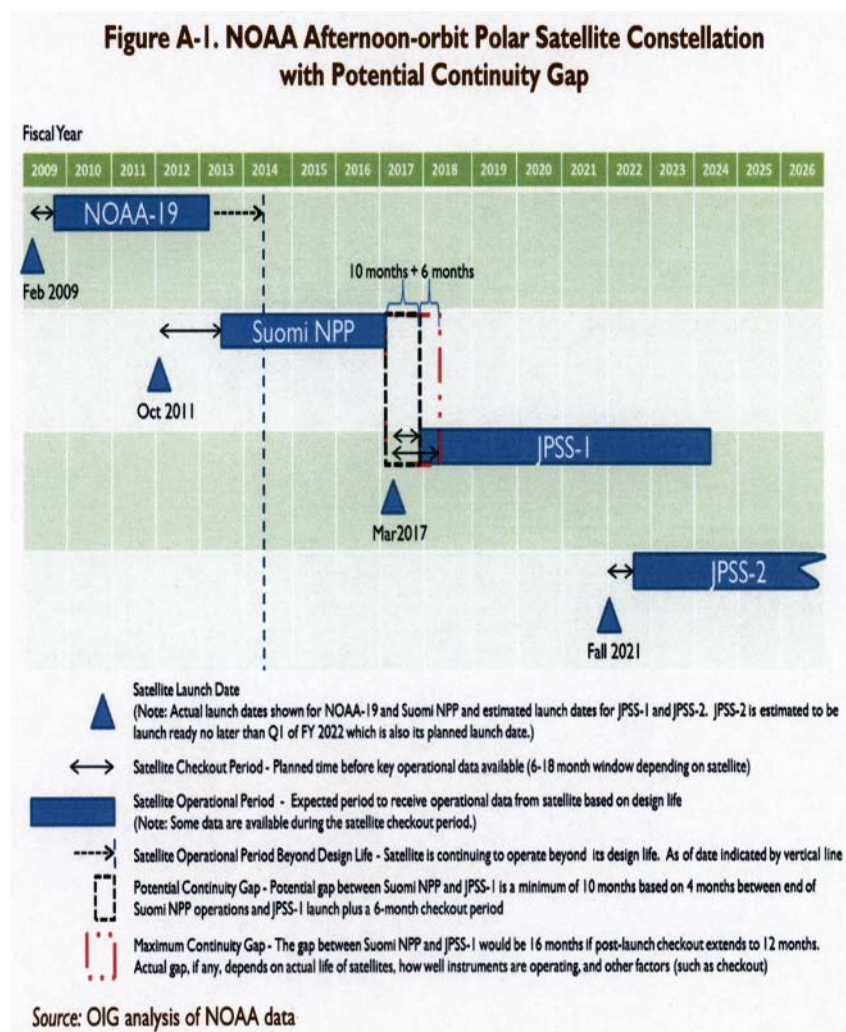 Figure A-1. NOAA Afternoon-orbit Polar Satellite Constellation
with Potential Continuity Gap
Fiscal Year
2009 2010 2011 2012 2013 2014 2015 2016 2017 2018 2019 2020 2021 2022 2023 2024 2025 2026
NOAA-19
Feb 2009
10 months + 6 months
Suomi NPP
Oct 2011
JPSS-1
Mar2017
JPSS-2
Fall 2021
Satellite Launch Date
(Note: Actual launch dates shown for NOAA-19 and Suomi NPP and estimated launch dates for JPSS-1 and JPSS-2. JPSS-2 is estimated to be
launch ready no later than Q1 of FY 2022 which is also its planned launch date.)
Satellite Checkout Period - Planned time before key operational data available (6-18 month window depending on satellite)
Satellite Operational Period - Expected period to receive operational data from satellite based on design life
(Note: Some data are available during the satellite checkout period.)
Satellite Operational Period Beyond Design Life - Satellite is continuing to operate beyond its design life. As of date indicated by vertical line
Potential Continuity Gap - Potential gap between Suomi NPP and JPSS-1 is a minimum of 10 months based on 4 months between end of
Suomi NPP operations and JPSS-1 launch plus a 6-month checkout period
Maximum Continuity Gap - The gap between Suomi NPP and JPSS-1 would be 16 months if post-launch checkout extends to 12 months.
Actual gap, if any, depends on actual life of satellites, how well instruments are operating, and other factors (such as checkout)
Source: OIG analysis of NOAA data